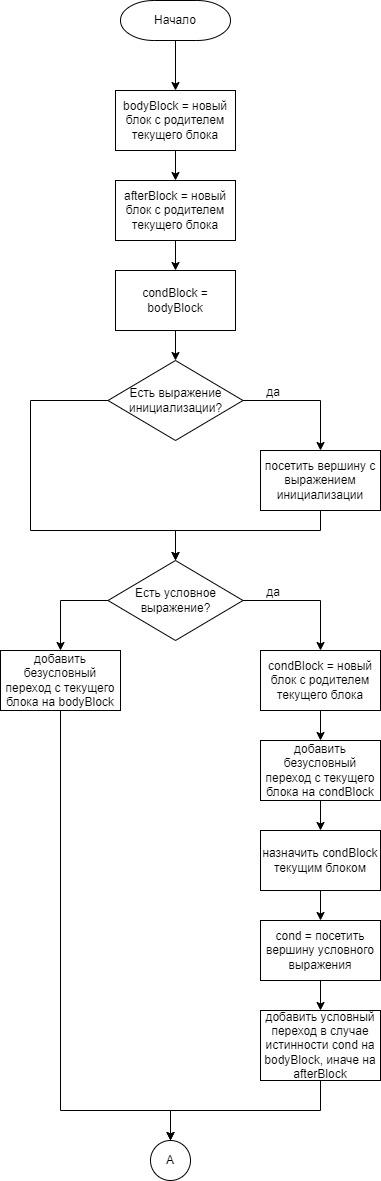 Начало
bodyBlock = новый
блок с родителем
текущего блока
afterBlock = новый
блок с родителем
текущего блока
condBlock =
bodyBlock
Есть выражение
инициализации?
да
посетить вершину с
выражением
инициализации
Есть условное
выражение?
да
добавить
безусловный
переход с текущего
блока на bodyBlock
condBlock = новый
блок с родителем
текущего блока
добавить
безусловный
переход с текущего
блока на condBlock
назначить condBlock
текущим блоком
cond = посетить
вершину условного
выражения
добавить условный
переход в случае
истинности cond на
bodyBlock, иначе на
afterBlock
A